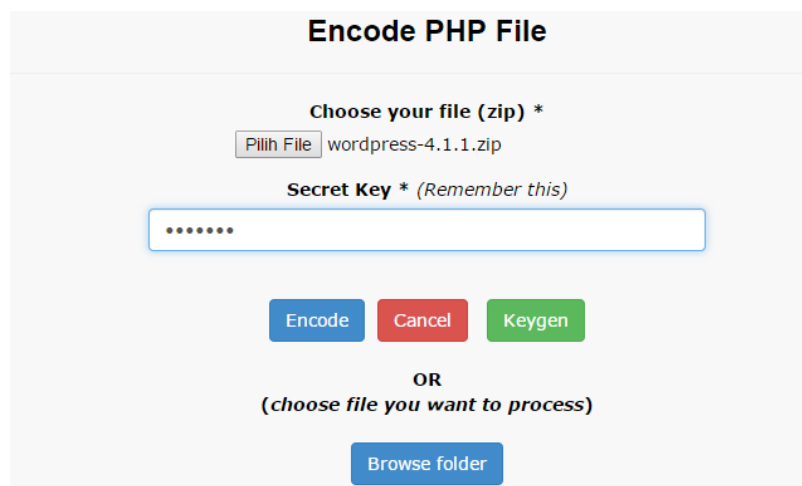 Encode PHP File
Choose your file (zip) *
Pilih File wordpress-4.1.1.zip
Secret Key * (Remember this)
•••••••
Encode Cancel Keygen
OR
(choose file you want to process)
Browse folder